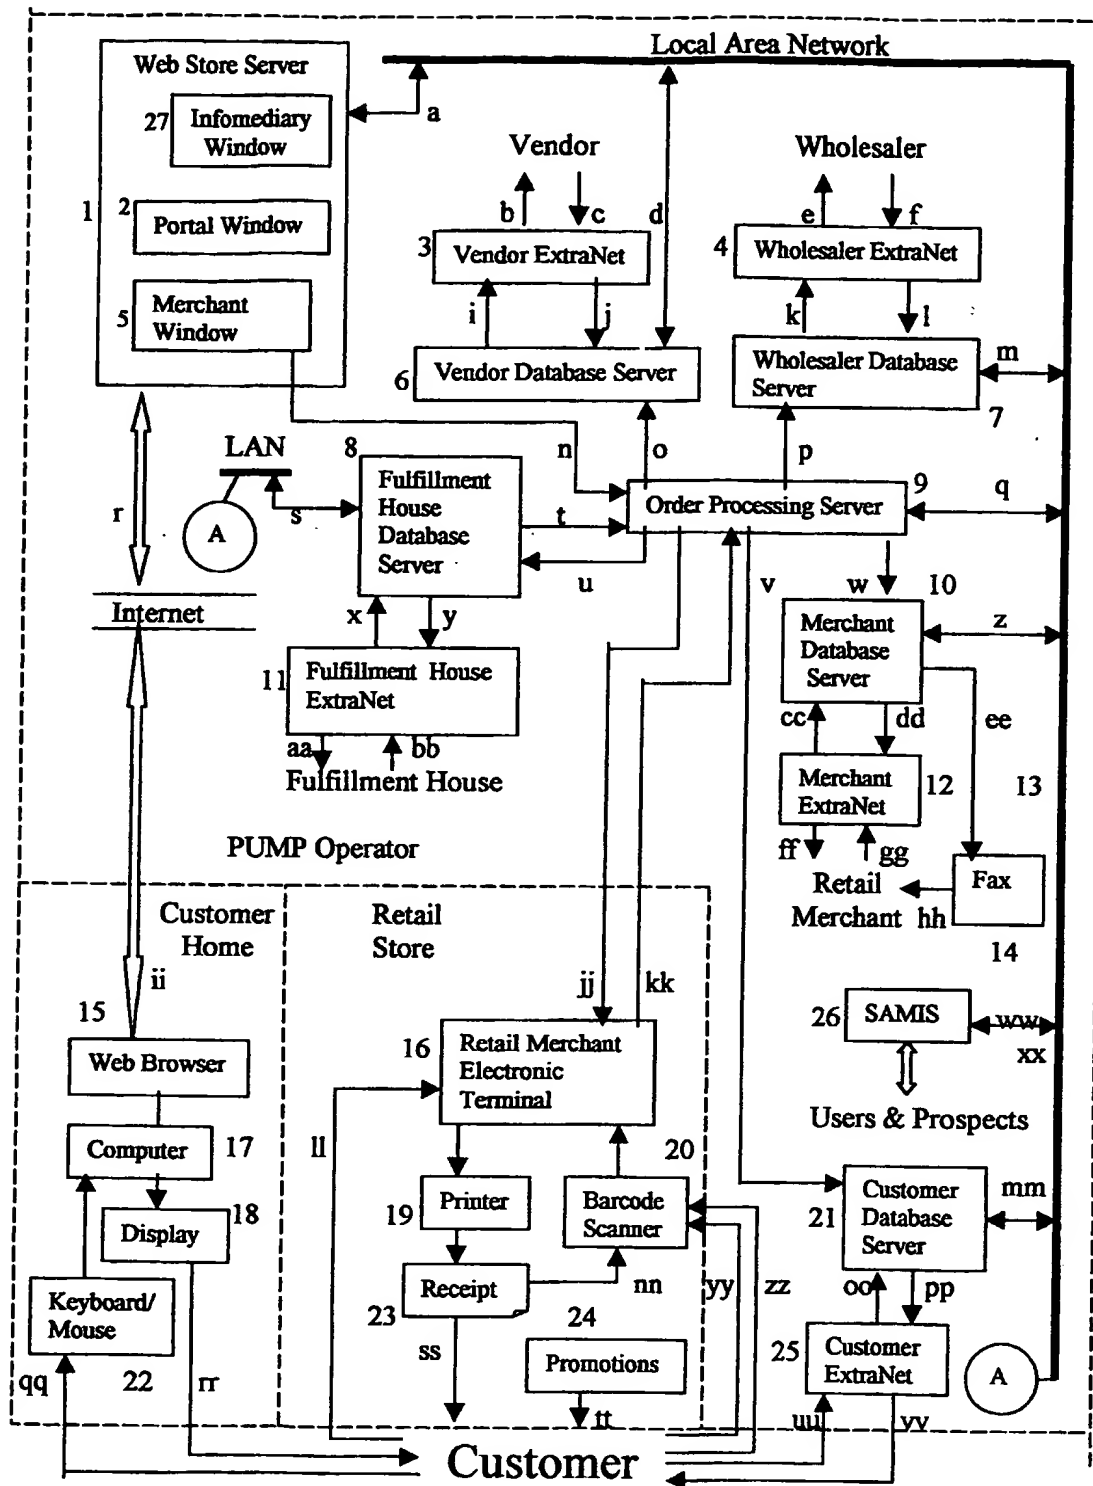 Local Area Network
Web Store Server
27
Infomediary
Window
a
1
2
Portal Window
5
Merchant
Window
Vendor
b
c
d
3
Vendor ExtraNet
i
j
6
Vendor Database Server
Wholesaler
e
f
4
Wholesaler ExtraNet
k
l
Wholesaler Database
Server
m
7
LAN
A
s
r
8
Fulfillment
House
Database
Server
n
o
p
9
Order Processing Server
q
t
u
v
w
10
Internet
x
y
Merchant
Database
Server
z
11
Fulfillment House
ExtraNet
aa
bb
Fulfillment House
cc
dd
ee
Merchant
ExtraNet
12
13
ff
gg
Retail
Merchant
hh
Fax
14
PUMP Operator
Customer
Home
Retail
Store
ii
jj
kk
15
Web Browser
16
Retail Merchant
Electronic
Terminal
26
SAMIS
ww
xx
Users & Prospects
Computer
17
ll
20
18
Display
19
Printer
Barcode
Scanner
21
Customer
Database
Server
mm
Keyboard/
Mouse
Receipt
nn
yy
zz
oo
pp
23
24
22
qq
rr
ss
Promotions
tt
25
Customer
ExtraNet
A
uu
vv
Customer